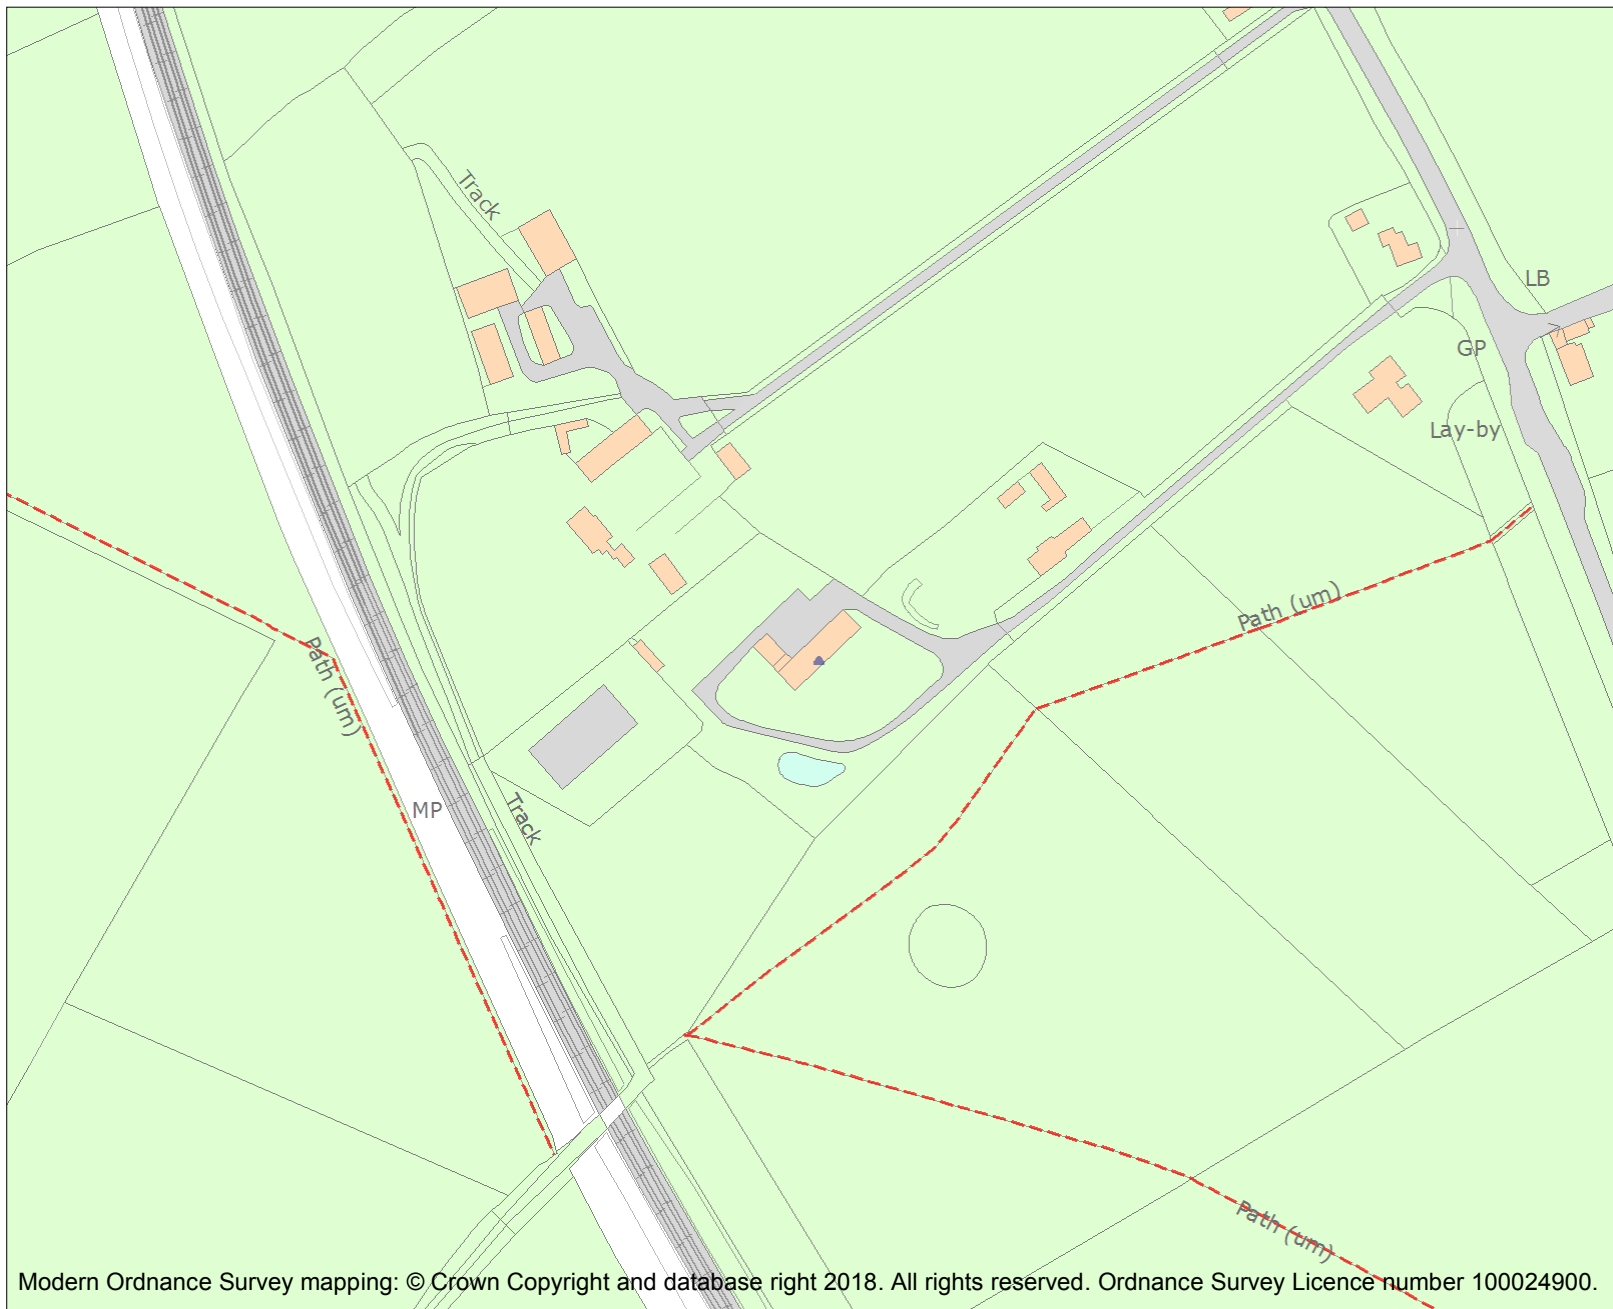 Track
LB
GP
Lay-by
Path (um)
Path (um)
MP
Track
Path (um)
Modern Ordnance Survey mapping: © Crown Copyright and database right 2018. All rights reserved. Ordnance Survey Licence number 100024900.